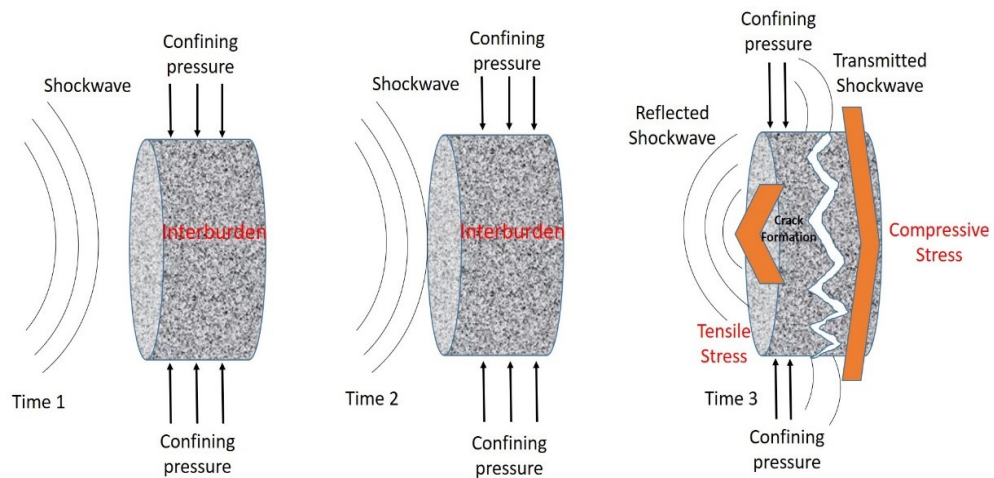 Confining
pressure
Shockwave
Interburden
Time 1
Confining
pressure
Confining
pressure
Shockwave
Interburden
Time 2
Confining
pressure
Confining
pressure
Transmitted
Shockwave
Reflected
Shockwave
Crack
Formation
Compressive
Stress
Tensile
Stress
Time 3
Confining
pressure